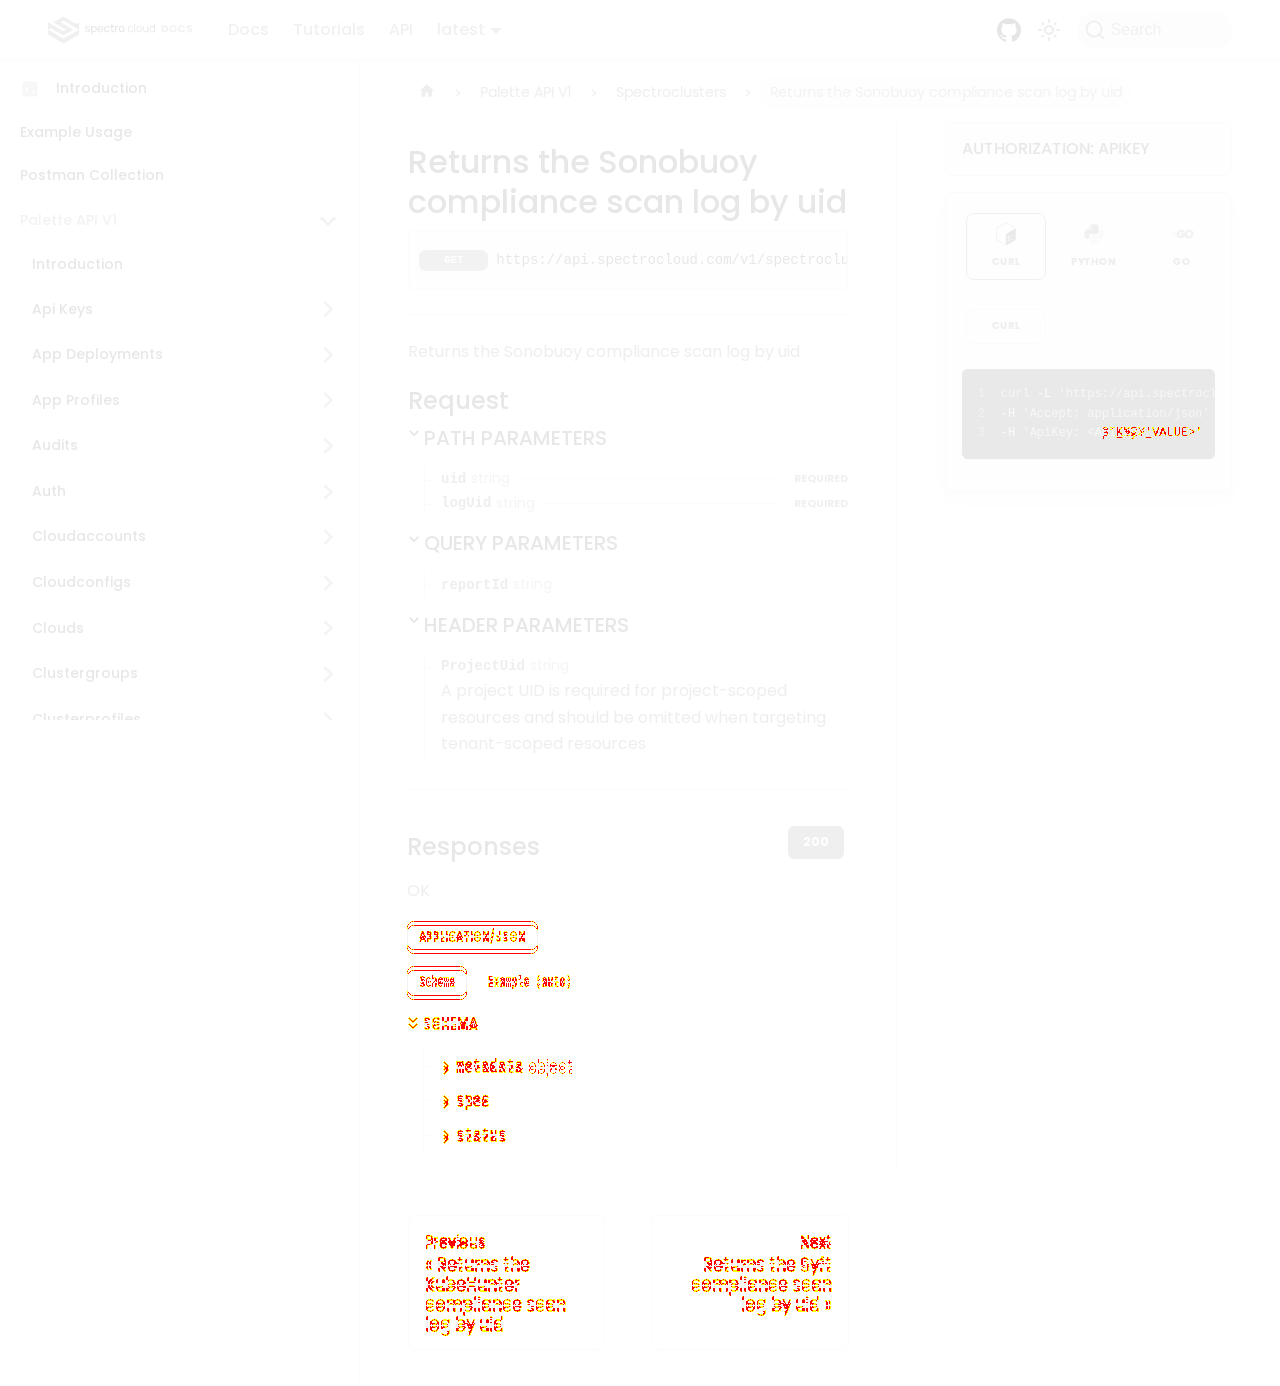 spectro cloud DOCS Docs Tutorials API latest Search
Introduction
Example Usage
Postman Collection
Palette API V1
Introduction
Api Keys
App Deployments
App Profiles
Audits
Auth
Cloudaccounts
Cloudconfigs
Clouds
Clustergroups
Clusterprofiles
Palette API V1 Spectroclusters Returns the Sonobuoy compliance scan log by uid
Returns the Sonobuoy
compliance scan log by uid
GET https://api.spectrocloud.com/v1/spectroclu
Returns the Sonobuoy compliance scan log by uid
Request
PATH PARAMETERS
uid string REQUIRED
logUid string REQUIRED
QUERY PARAMETERS
reportId string
HEADER PARAMETERS
ProjectUid string
A project UID is required for project-scoped
resources and should be omitted when targeting
tenant-scoped resources
Responses 200
OK
APPLICATION/JSON
Schema Example (auto)
SCHEMA
metadata object
spec
status
Previous
« Returns the
KubeHunter
compliance scan
log by uid
Next
Returns the Syft
compliance scan
log by uid »
AUTHORIZATION: APIKEY
CURL PYTHON GO
CURL
1 curl -L 'https://api.spectrocl
2 -H 'Accept: application/json'
3 -H 'ApiKey: